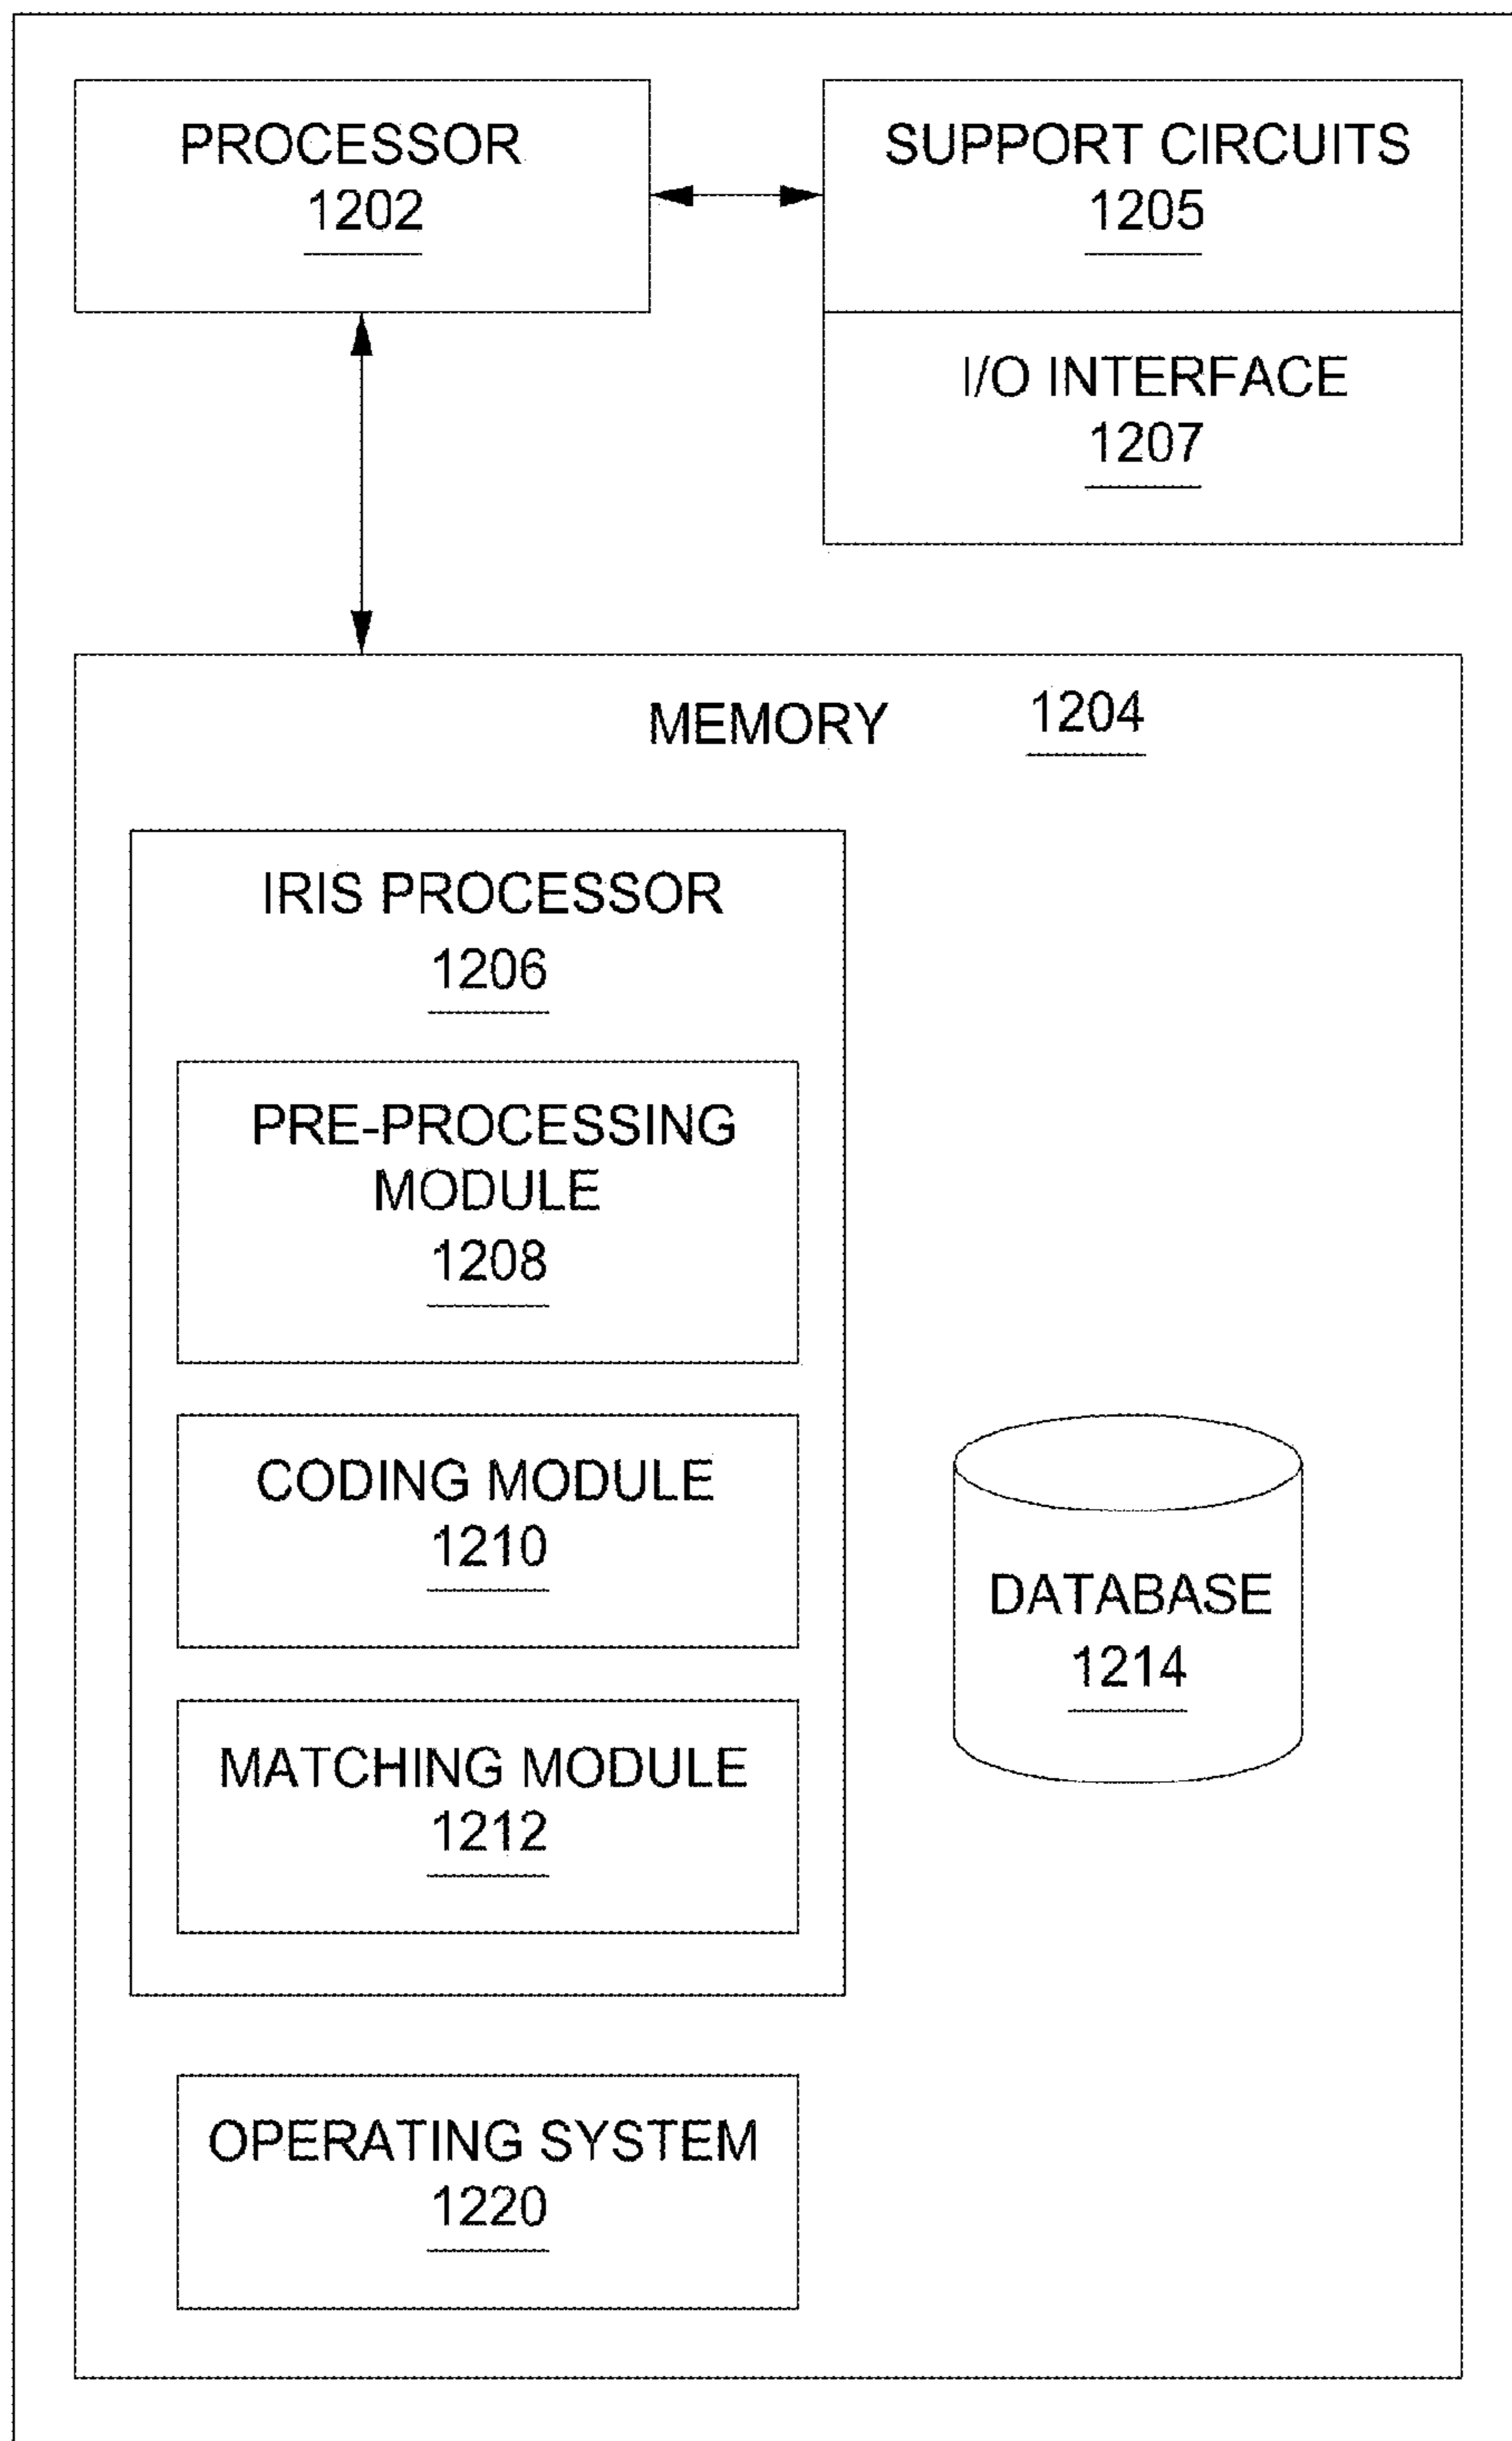 PROCESSOR
1202
SUPPORT CIRCUITS
1205
I/O INTERFACE
1207
MEMORY 1204
IRIS PROCESSOR
1206
PRE-PROCESSING
MODULE
1208
CODING MODULE
1210
MATCHING MODULE
1212
DATABASE
1214
OPERATING SYSTEM
1220